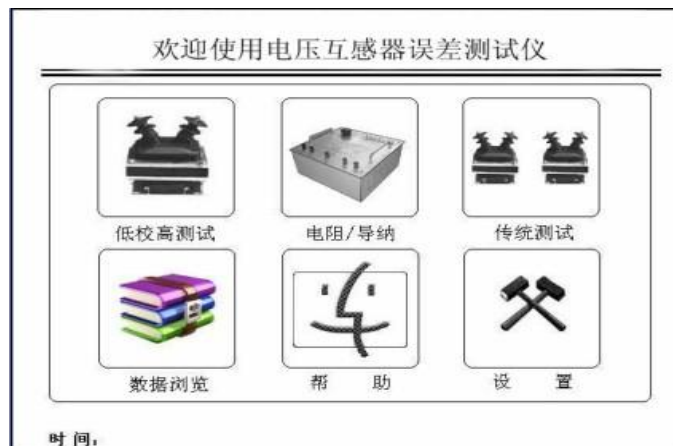 欢迎使用电压互感器误差测试仪
低校高测试 电阻/导纳 传统测试
数据浏览 帮 助 设 置
时 间: